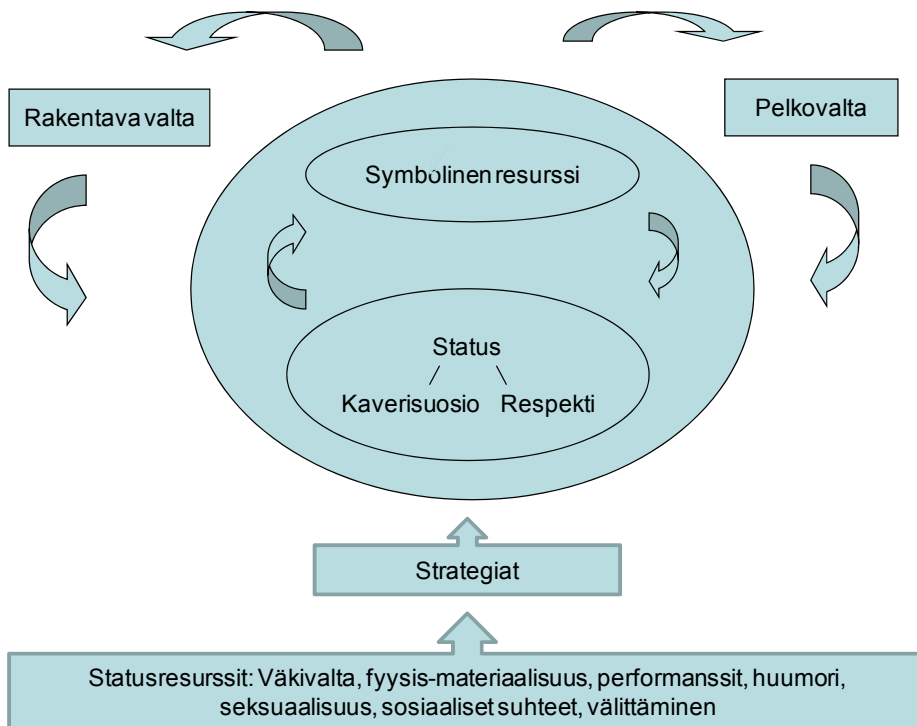 Rakentava valta
Pelkovalta
Symbolinen resurssi
Status
Kaverisuosio Respekti
Strategiat
Statusresurssit: Väkivalta, fyysis-materiaalisuus, performanssit, huumori,
seksuaalisuus, sosiaaliset suhteet, välittäminen